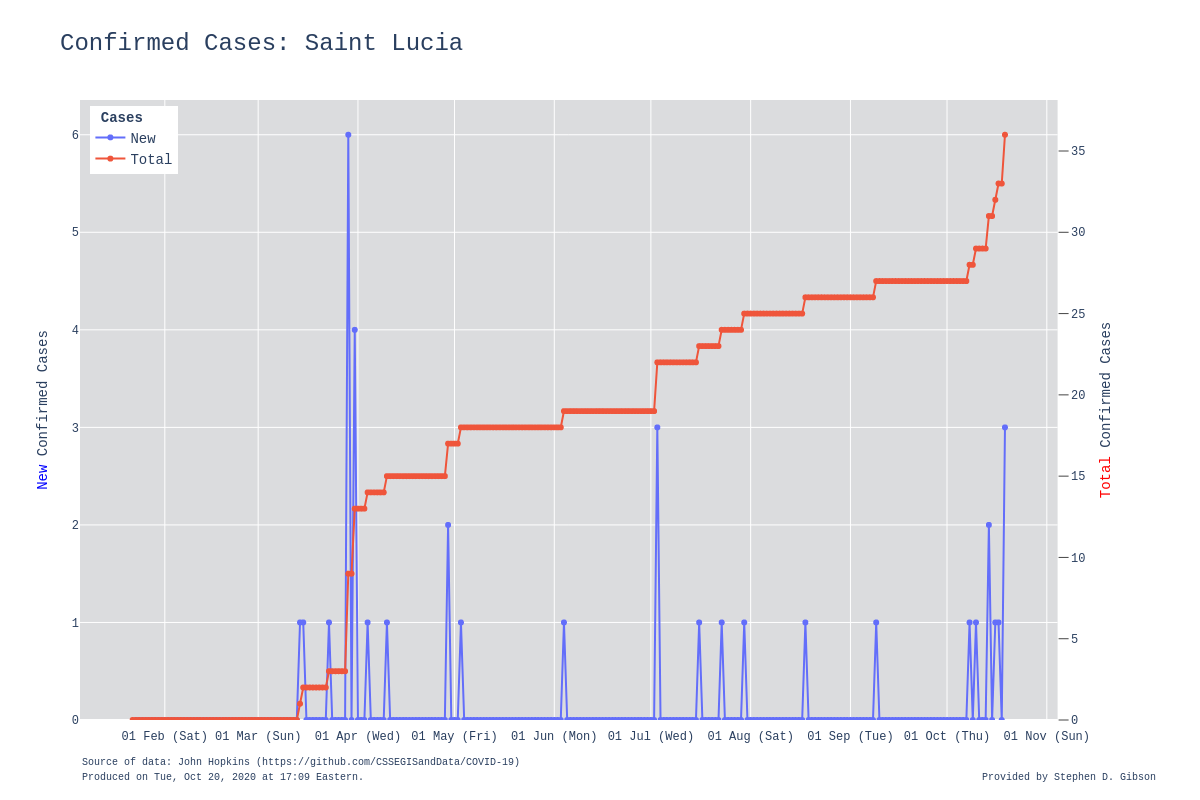 Confirmed Cases: Saint Lucia
Cases
New
Total
6
5
4
3
2
1
0
35
30
25
20
15
10
5
0
New Confirmed Cases
Total Confirmed Cases
01 Feb (Sat) 01 Mar (Sun) 01 Apr (Wed) 01 May (Fri) 01 Jun (Mon) 01 Jul (Wed) 01 Aug (Sat) 01 Sep (Tue) 01 Oct (Thu) 01 Nov (Sun)
Source of data: John Hopkins (https://github.com/CSSEGISandData/COVID-19)
Produced on Tue, Oct 20, 2020 at 17:09 Eastern.
Provided by Stephen D. Gibson